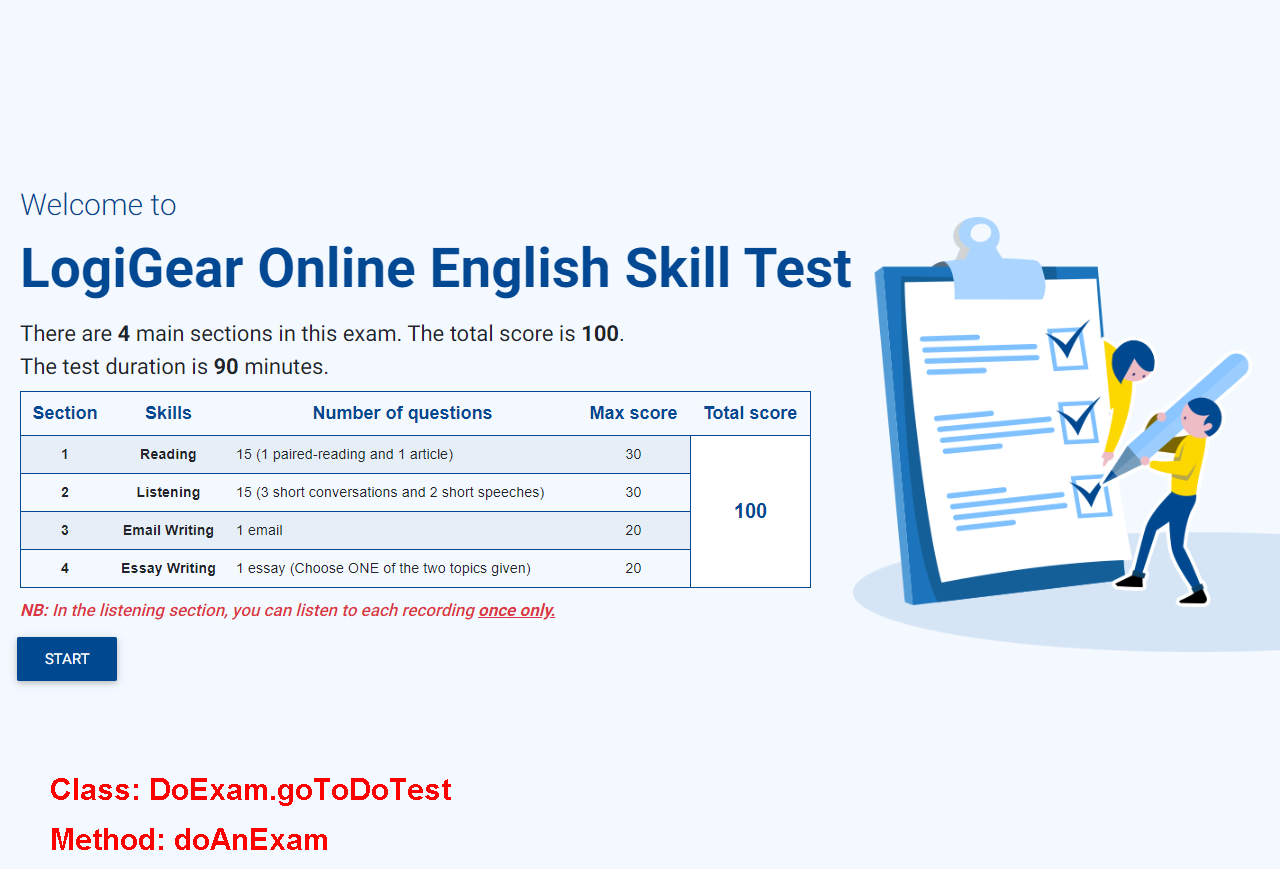 Welcome to
LogiGear Online English Skill Test
There are 4 main sections in this exam. The total score is 100.
The test duration is 90 minutes.
Section Skills Number of questions Max score Total score
1 Reading 15 (1 paired-reading and 1 article) 30
2 Listening 15 (3 short conversations and 2 short speeches) 30
100
3 Email Writing 1 email 20
4 Essay Writing 1 essay (Choose ONE of the two topics given) 20
NB: In the listening section, you can listen to each recording once only.
START
Class: DoExam.goToDoTest
Method: doAnExam